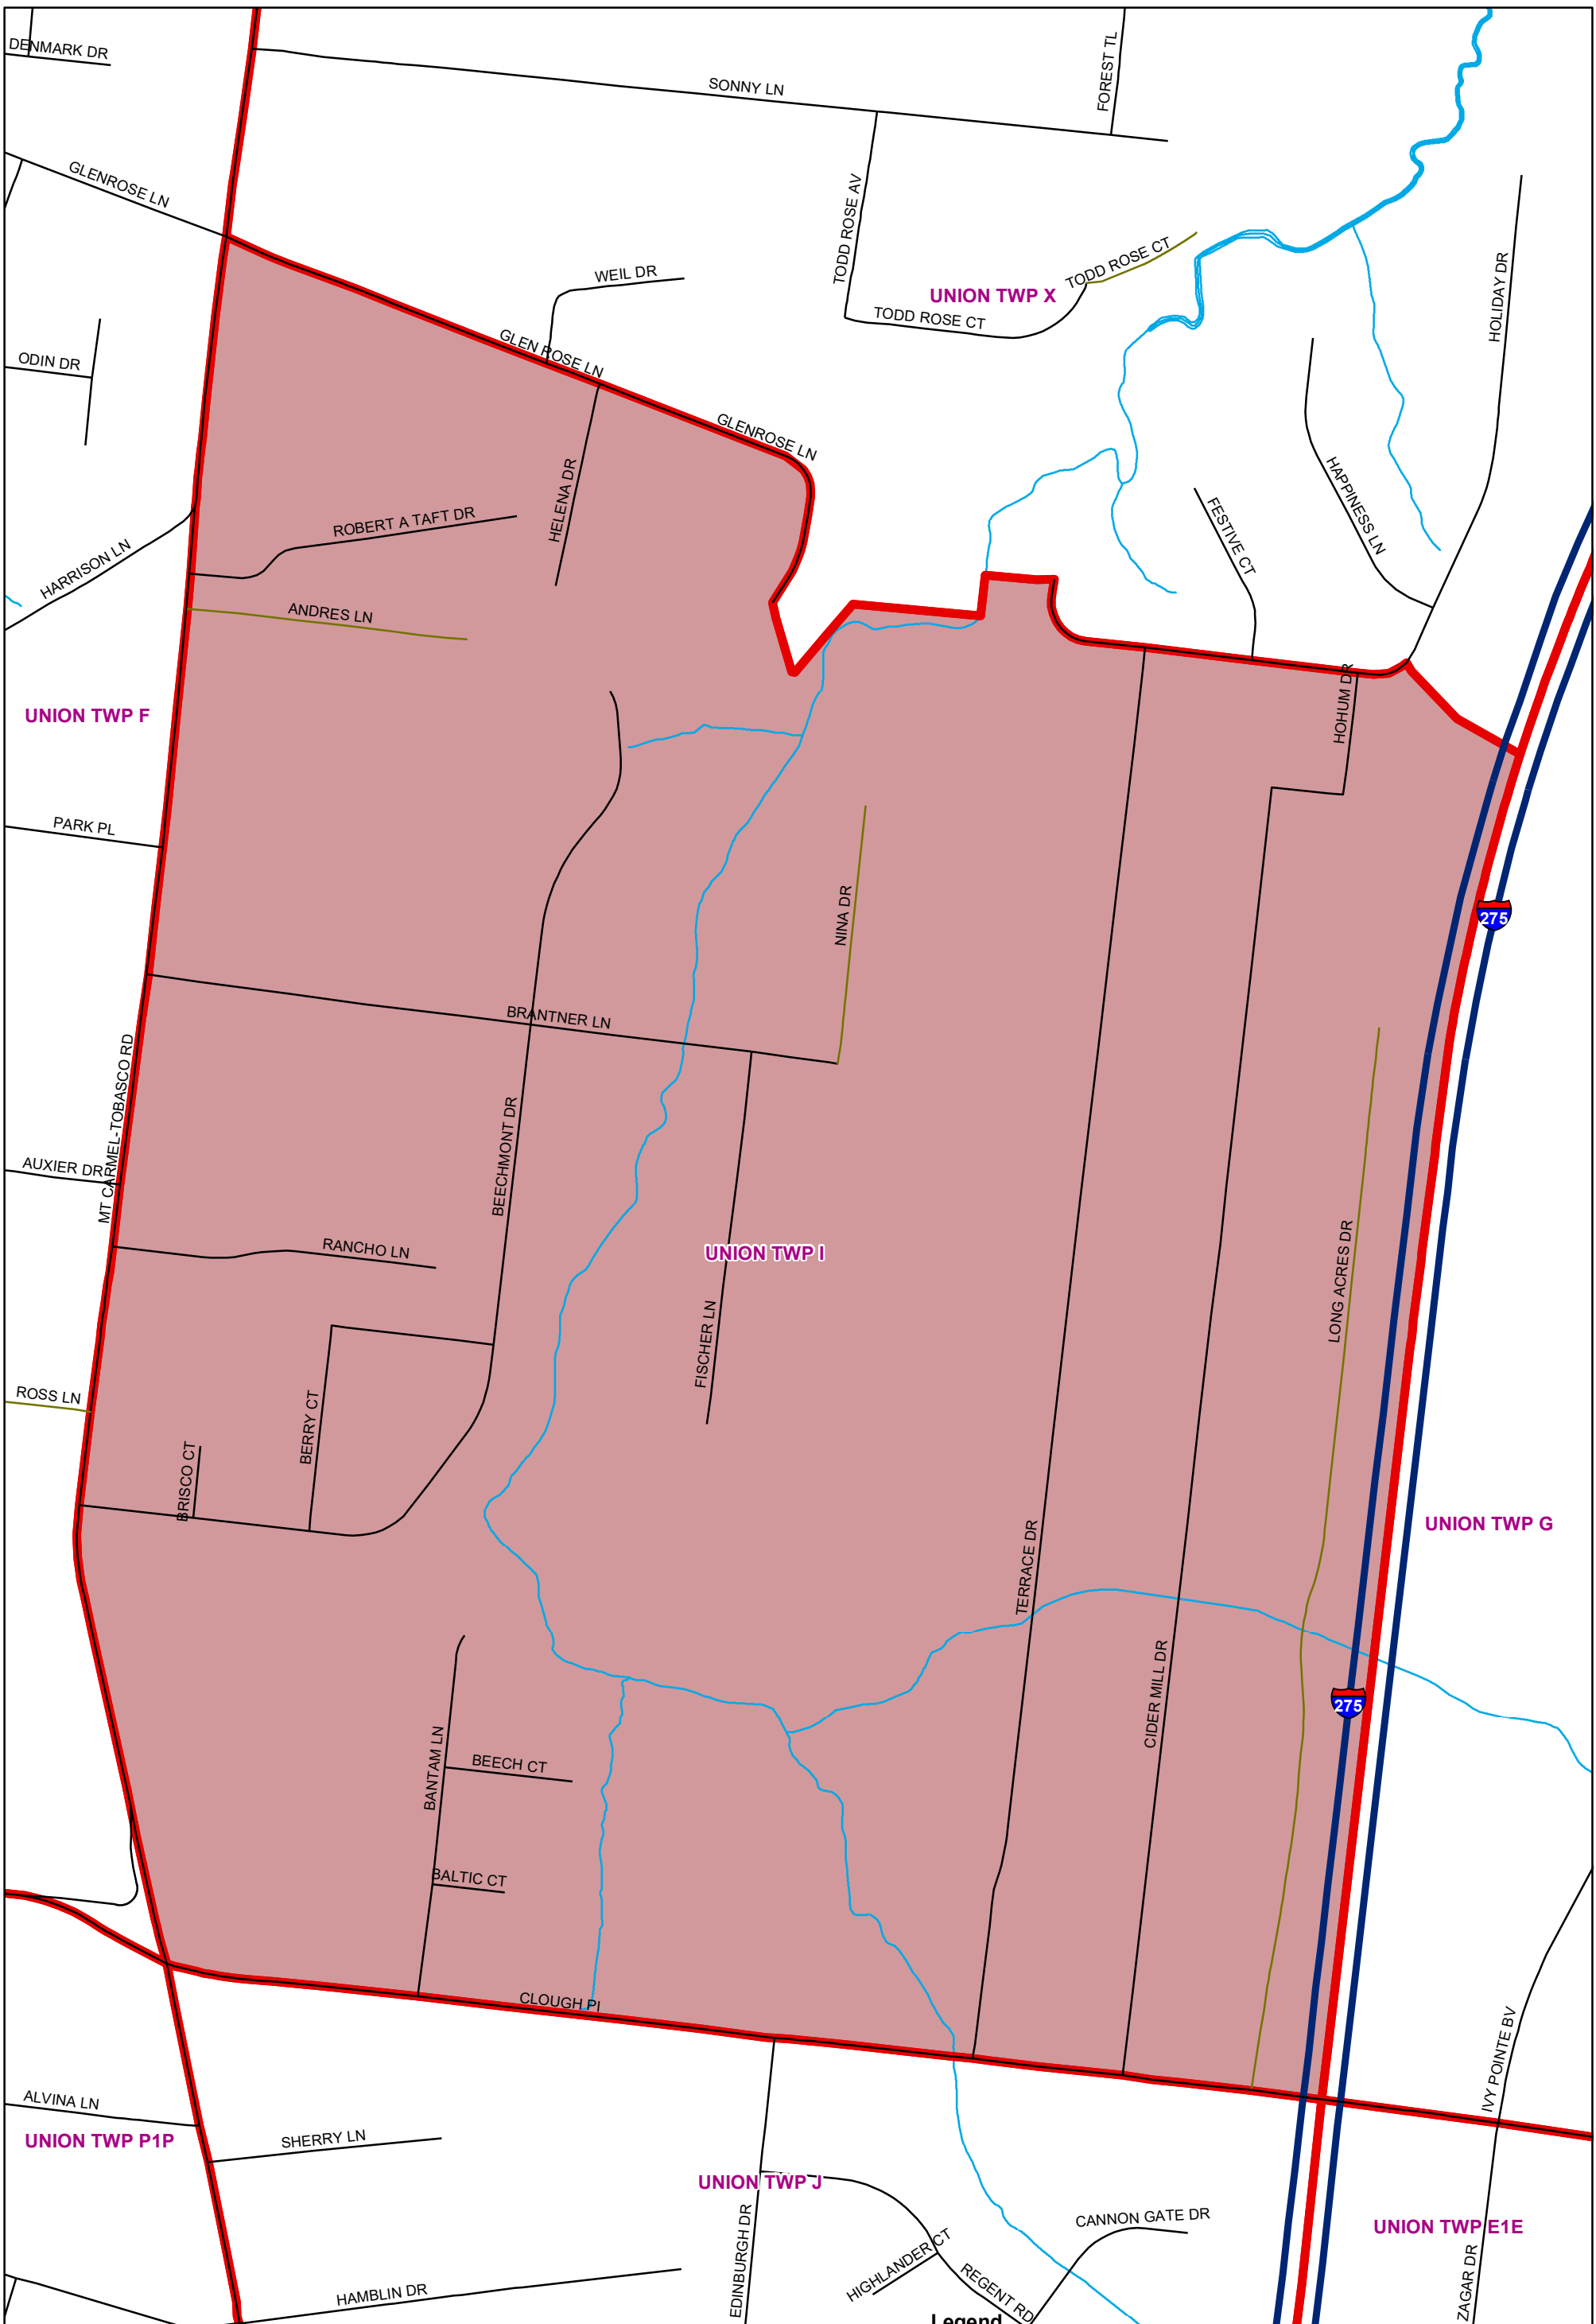 DENMARK DR
SONNY LN
FOREST TL
GLENROSE LN
TODD ROSE AV
TODD ROSE CT
WEIL DR
UNION TWP X
TODD ROSE CT
HOLIDAY DR
GLEN ROSE LN
ODIN DR
GLENROSE LN
HELENA DR
HAPPINESS LN
FESTIVE CT
ROBERT A TAFT DR
HARRISON LN
ANDRES LN
HOHUM DR
UNION TWP F
PARK PL
NINA DR
275
BRANTNER LN
MT CARMEL-TOBASCO RD
BEECHMONT DR
AUXIER DR
RANCHO LN
UNION TWP I
LONG ACRES DR
FISCHER LN
ROSS LN
BERRY CT
BRISCO CT
UNION TWP G
TERRACE DR
CIDER MILL DR
275
BANTAM LN
BEECH CT
BALTIC CT
CLOUGH PI
IVY POINTE BV
ALVINA LN
UNION TWP P1P
SHERRY LN
UNION TWP J
EDINBURGH DR
CANNON GATE DR
UNION TWP E1E
HIGHLANDER CT
REGENT RD
ZAGAR DR
HAMBLIN DR
Legend